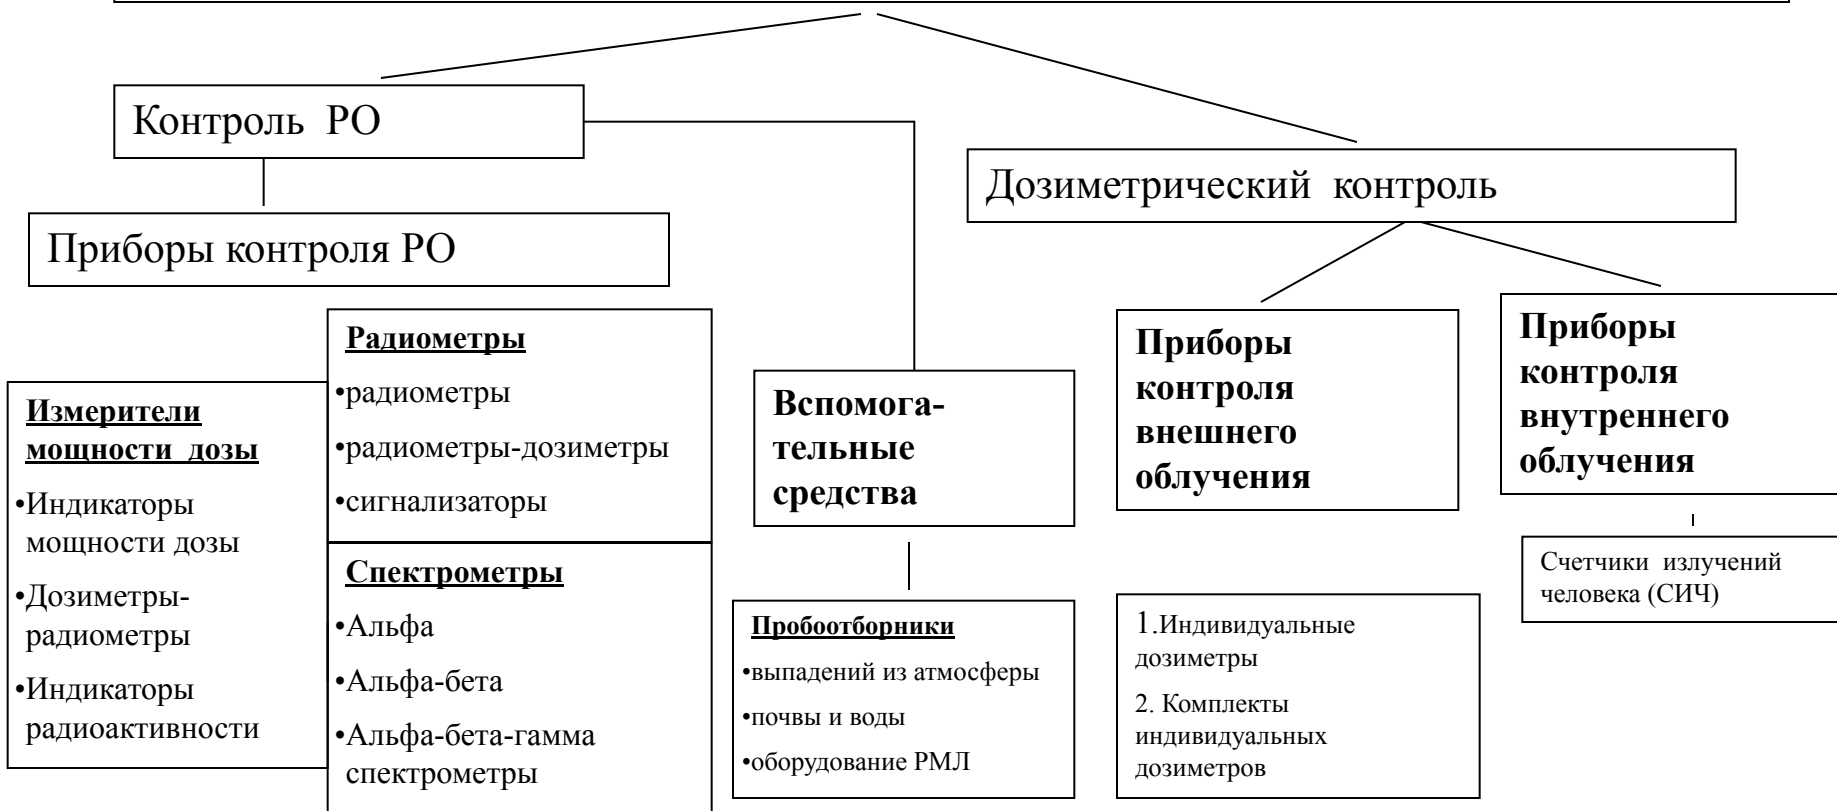 Контроль РО
Дозиметрический контроль
Приборы контроля РО
Измерители
мощности дозы
•Индикаторы
мощности дозы
•Дозиметры-
радиометры
•Индикаторы
радиоактивности
Радиометры
•радиометры
•радиометры-дозиметры
•сигнализаторы
Спектрометры
•Альфа
•Альфа-бета
•Альфа-бета-гамма
спектрометры
Вспомога-
тельные
средства
Пробоотборники
•выпадений из атмосферы
•почвы и воды
•оборудование РМЛ
Приборы
контроля
внешнего
облучения
1.Индивидуальные
дозиметры
2. Комплекты
индивидуальных
дозиметров
Приборы
контроля
внутреннего
облучения
Счетчики излучений
человека (СИЧ)